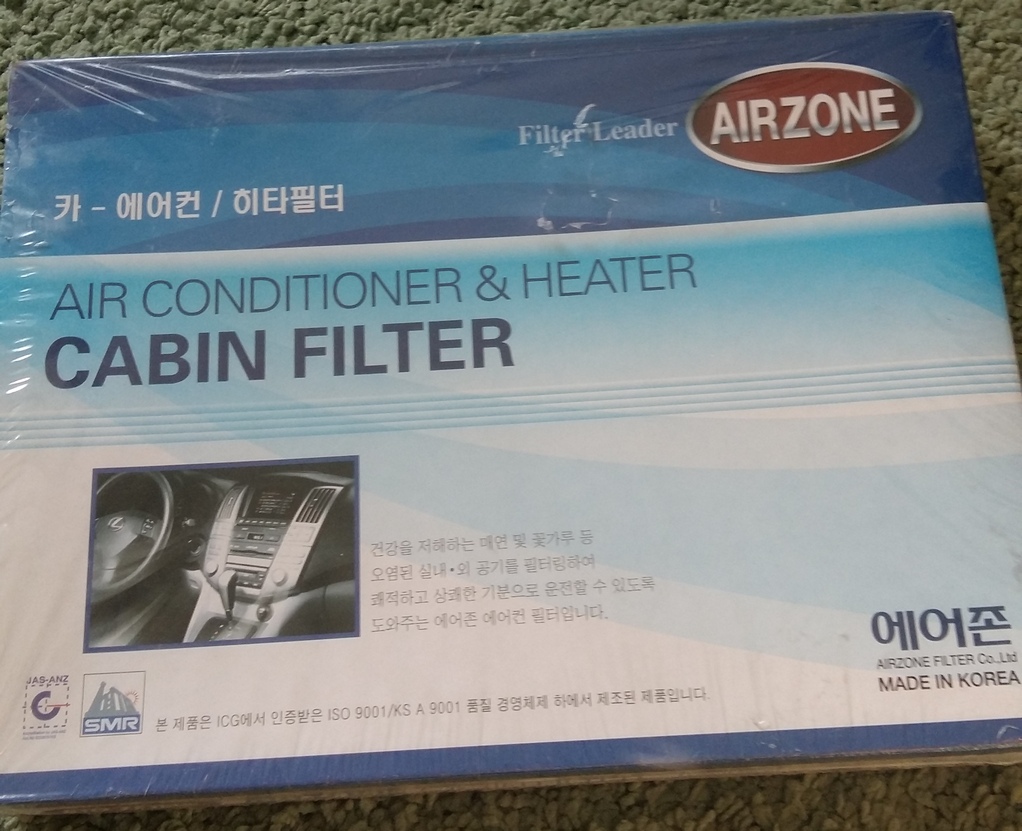 Filter Leader
AIRZONE
카 - 에어컨 / 히타필터
AIR CONDITIONER & HEATER
CABIN FILTER
건강을 저해하는 매연 및 꽃가루 등
오염된 실내•외 공기를 필터링하여
쾌적하고 상쾌한 기분으로 운전할 수 있도록
도와주는 에어존 에어컨 필터입니다.
에어존
AIRZONE FILTER Co.,Ltd
MADE IN KOREA
JAS-ANZ
SMR
본 제품은 ICG에서 인증받은 ISO 9001/KS A 9001 품질 경영체제 하에서 제조된 제품입니다.